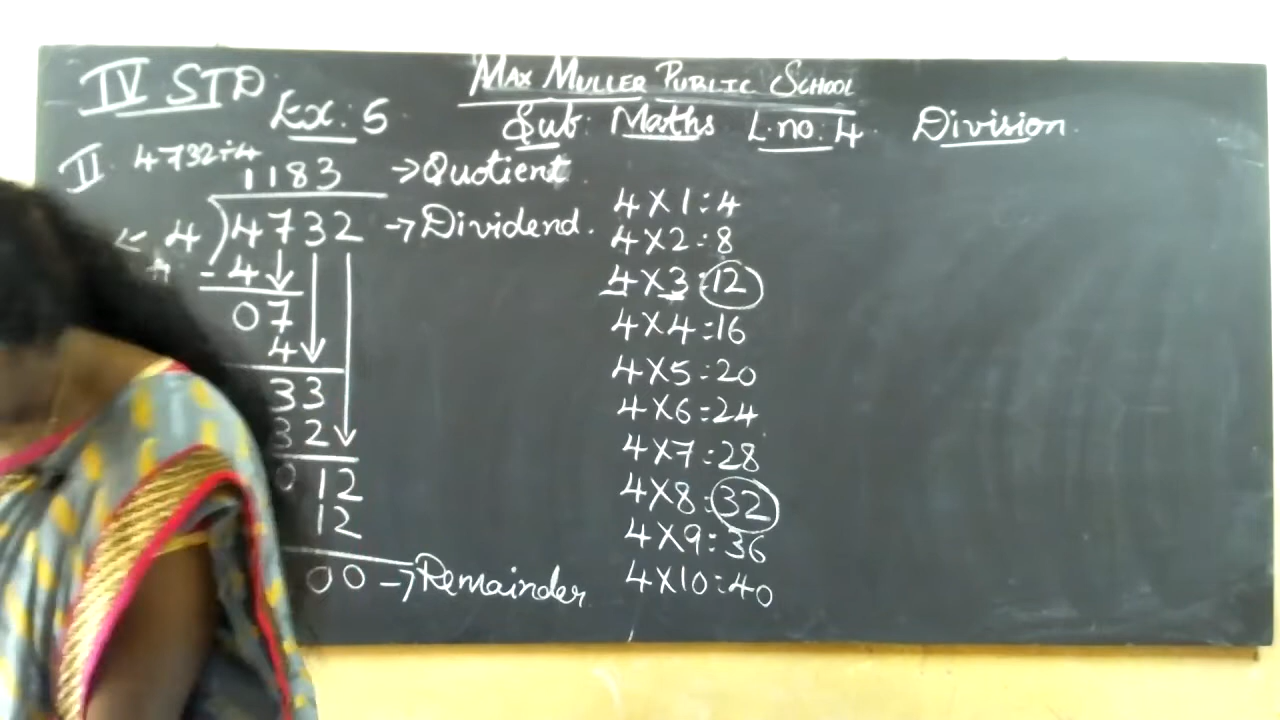 MAX MULLER PUBLIC SCHOOL
IV STD
Ex: 5 Sub: Maths L.no: 4 Division
II 4732÷4
1183 → Quotient
4 ) 4732 → Dividend
- 4
07
4
33
32
0 12
12
00 → Remainder
4 X 1 : 4
4 X 2 : 8
4 X 3 : 12
4 X 4 : 16
4 X 5 : 20
4 X 6 : 24
4 X 7 : 28
4 X 8 : 32
4 X 9 : 36
4 X 10 : 40